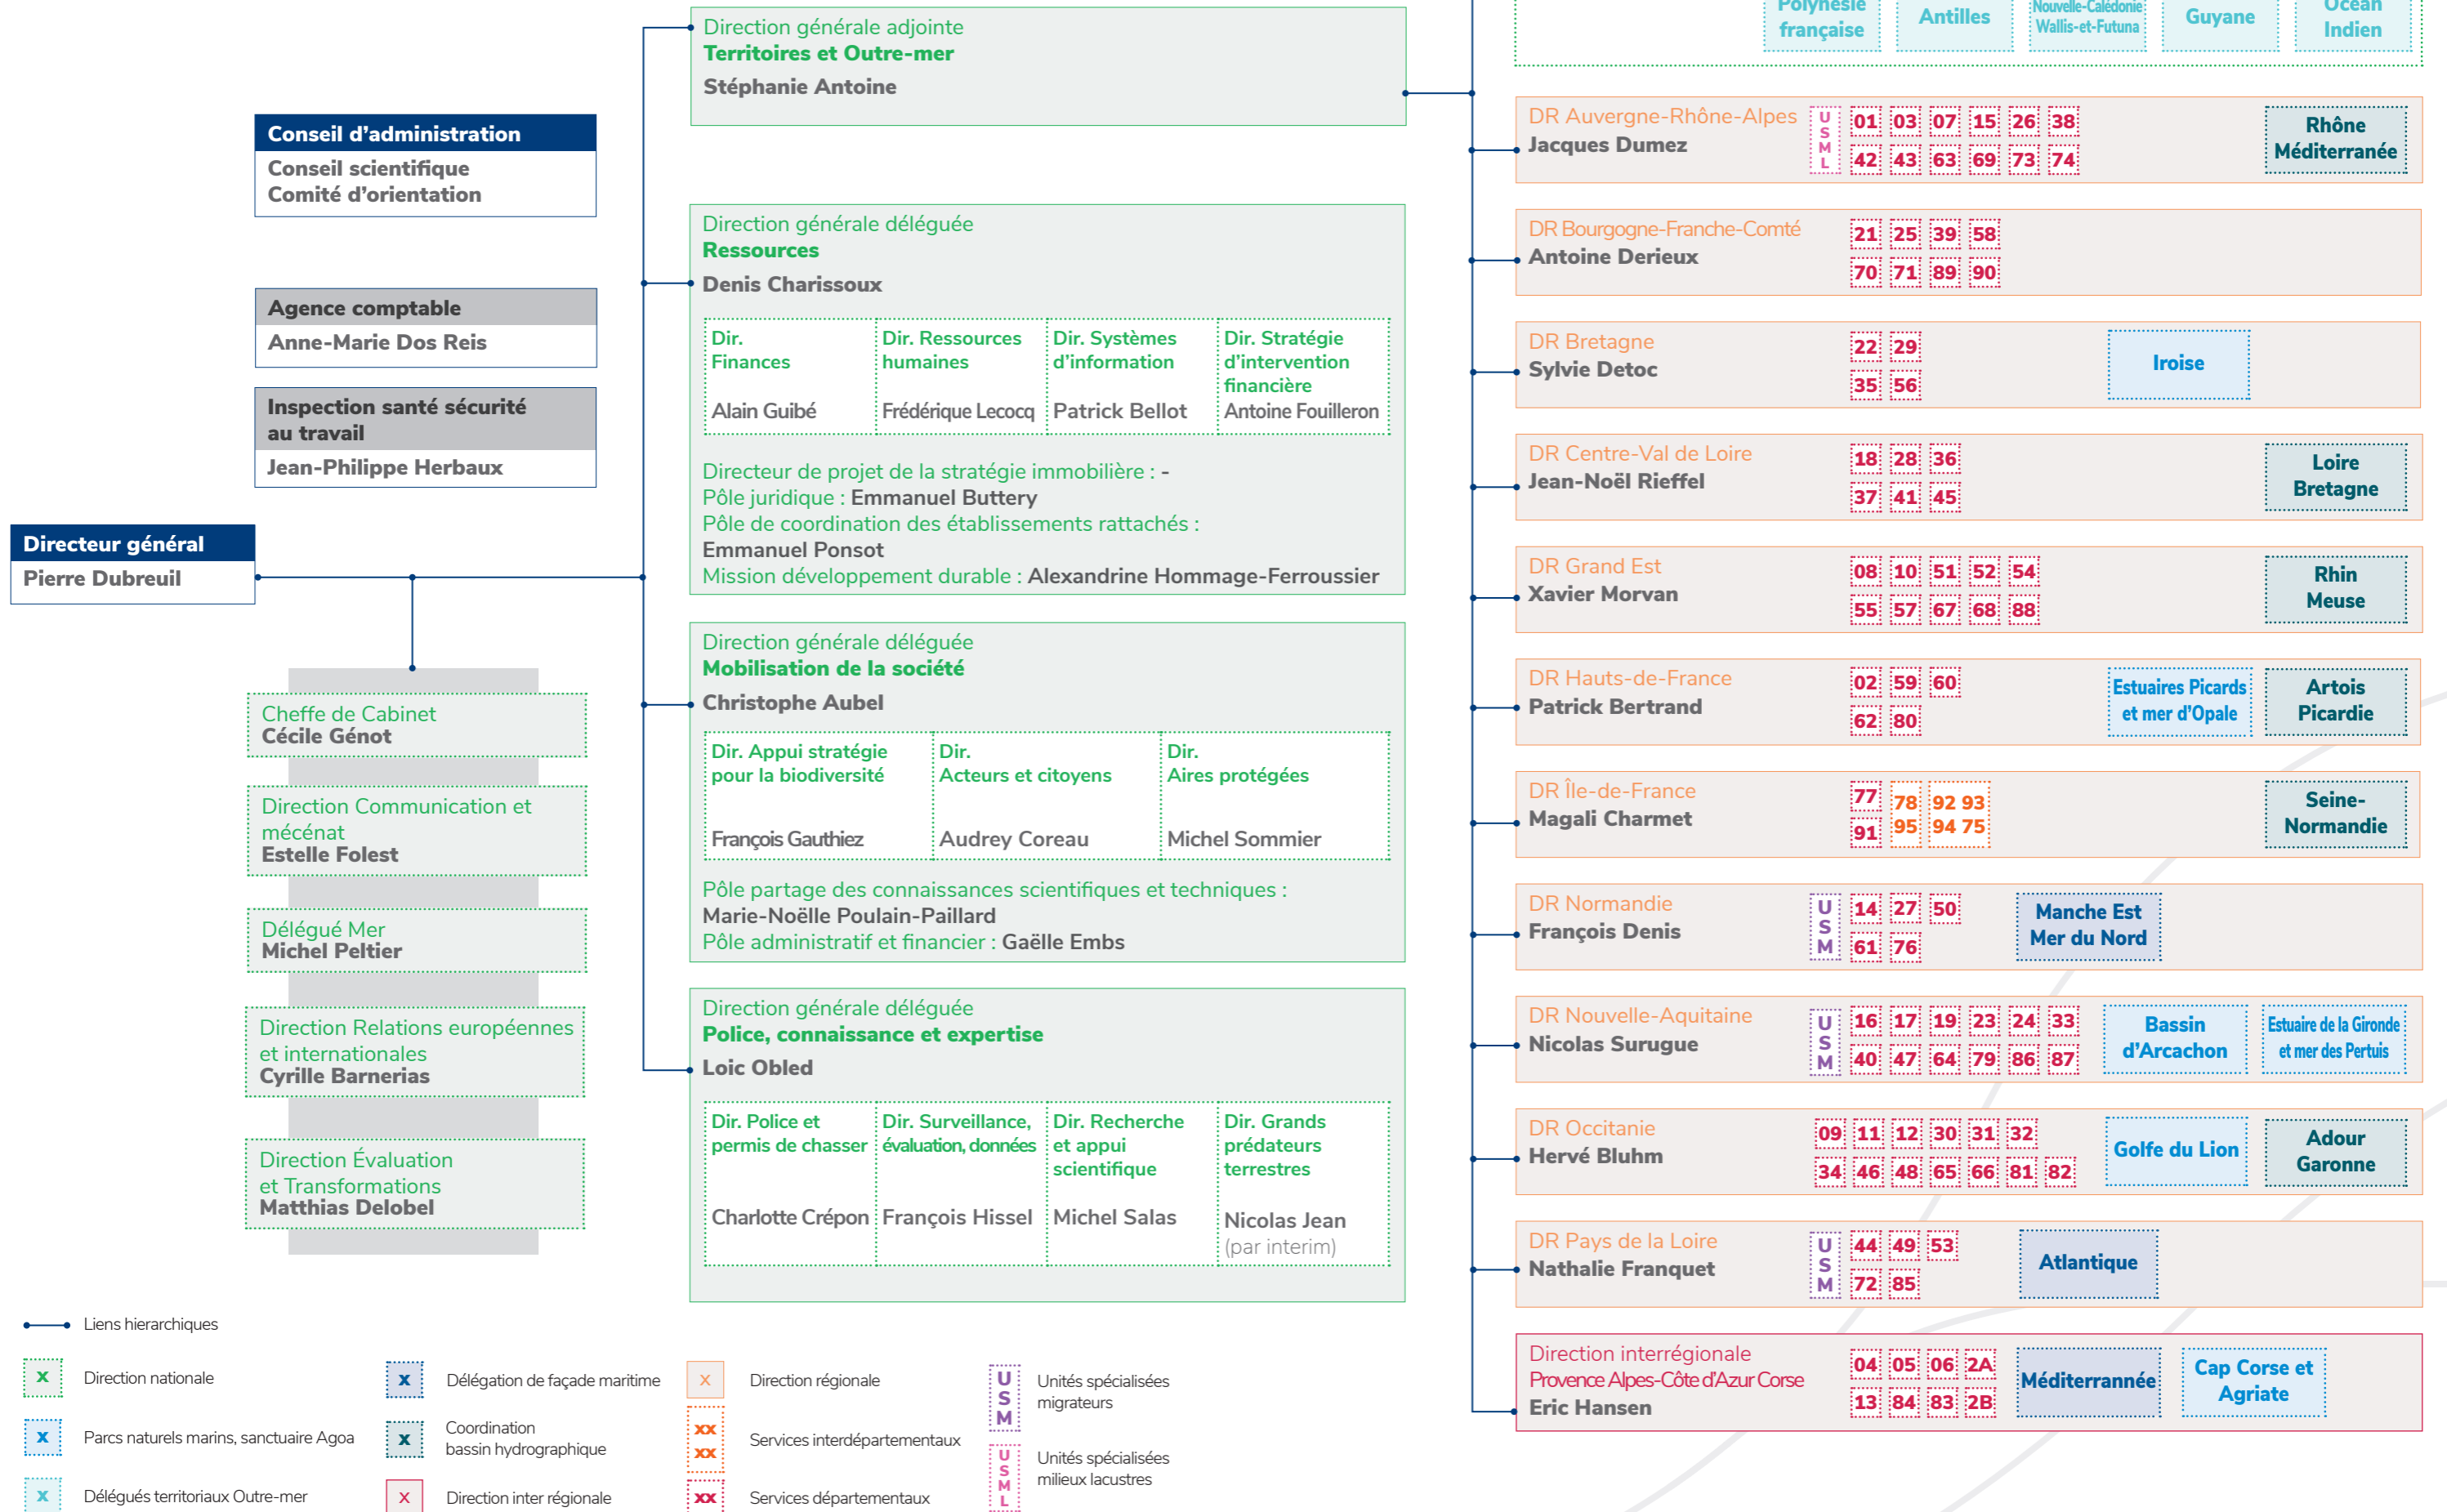 Direction générale adjointe
Territoires et Outre-mer
Stéphanie Antoine
Conseil d’administration
Conseil scientifique
Comité d’orientation
Agence comptable
Anne-Marie Dos Reis
Inspection santé sécurité
au travail
Jean-Philippe Herbaux
Directeur général
Pierre Dubreuil
Cheffe de Cabinet
Cécile Génot
Direction Communication et
mécénat
Estelle Folest
Délégué Mer
Michel Peltier
Direction Relations européennes
et internationales
Cyrille Barnerias
Direction Évaluation
et Transformations
Matthias Delobel
Direction générale déléguée
Ressources
Denis Charissoux
Dir.
Finances
Alain Guibé
Dir. Ressources
humaines
Frédérique Lecocq
Dir. Systèmes
d’information
Patrick Bellot
Dir. Stratégie
d’intervention
financière
Antoine Fouilleron
Directeur de projet de la stratégie immobilière : -
Pôle juridique : Emmanuel Buttery
Pôle de coordination des établissements rattachés :
Emmanuel Ponsot
Mission développement durable : Alexandrine Hommage-Ferroussier
Direction générale déléguée
Mobilisation de la société
Christophe Aubel
Dir. Appui stratégie
pour la biodiversité
François Gauthiez
Dir.
Acteurs et citoyens
Audrey Coreau
Dir.
Aires protégées
Michel Sommier
Pôle partage des connaissances scientifiques et techniques :
Marie-Noëlle Poulain-Paillard
Pôle administratif et financier : Gaëlle Embs
Direction générale déléguée
Police, connaissance et expertise
Loic Obled
Dir. Police et
permis de chasser
Charlotte Crépon
Dir. Surveillance,
évaluation, données
François Hissel
Dir. Recherche
et appui
scientifique
Michel Salas
Dir. Grands
prédateurs
terrestres
Nicolas Jean
(par interim)
Polynésie
française
Antilles
Nouvelle-Calédonie
Wallis-et-Futuna
Guyane
Océan
Indien
DR Auvergne-Rhône-Alpes
Jacques Dumez
USML
01 03 07 15 26 38
42 43 63 69 73 74
Rhône
Méditerranée
DR Bourgogne-Franche-Comté
Antoine Derieux
21 25 39 58
70 71 89 90
DR Bretagne
Sylvie Detoc
22 29
35 56
Iroise
DR Centre-Val de Loire
Jean-Noël Rieffel
18 28 36
37 41 45
Loire
Bretagne
DR Grand Est
Xavier Morvan
08 10 51 52 54
55 57 67 68 88
Rhin
Meuse
DR Hauts-de-France
Patrick Bertrand
02 59 60
62 80
Estuaires Picards
et mer d’Opale
Artois
Picardie
DR Île-de-France
Magali Charmet
77 78 92 93
91 95 94 75
Seine-
Normandie
DR Normandie
François Denis
USM
14 27 50
61 76
Manche Est
Mer du Nord
DR Nouvelle-Aquitaine
Nicolas Surugue
USM
16 17 19 23 24 33
40 47 64 79 86 87
Bassin
d’Arcachon
Estuaire de la Gironde
et mer des Pertuis
DR Occitanie
Hervé Bluhm
09 11 12 30 31 32
34 46 48 65 66 81 82
Golfe du Lion
Adour
Garonne
DR Pays de la Loire
Nathalie Franquet
USM
44 49 53
72 85
Atlantique
Direction interrégionale
Provence Alpes-Côte d’Azur Corse
Eric Hansen
04 05 06 2A
13 84 83 2B
Méditerrannée
Cap Corse et
Agriate
Liens hierarchiques
x Direction nationale
x Parcs naturels marins, sanctuaire Agoa
x Délégués territoriaux Outre-mer
x Délégation de façade maritime
x Coordination
bassin hydrographique
x Direction inter régionale
x Direction régionale
xx
xx
Services interdépartementaux
xx Services départementaux
USM
Unités spécialisées
migrateurs
USML
Unités spécialisées
milieux lacustres